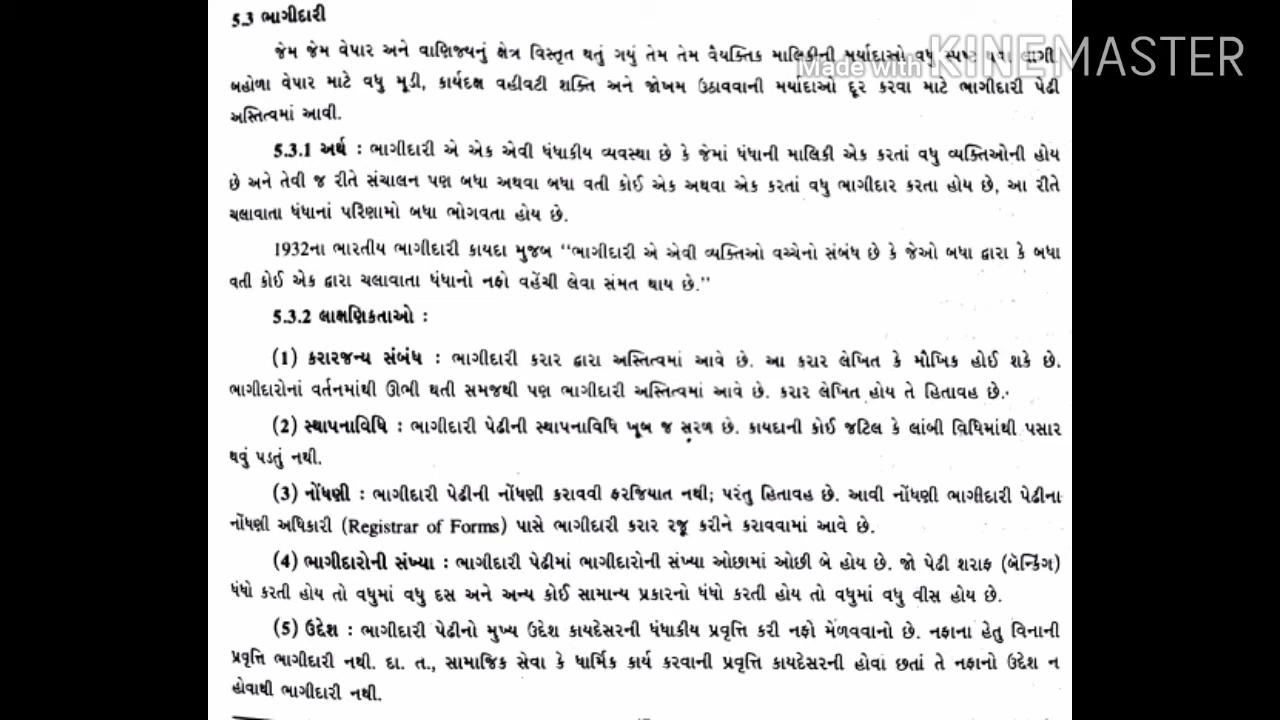 5.3 ભાગીદારી
જેમ જેમ વેપાર અને વાણિજ્યનું ક્ષેત્ર વિસ્તૃત થતું ગયું તેમ તેમ વૈયક્તિક માલિકીની મર્યાદાઓ વધુ સ્પષ્ટ થવા લાગી
Made with KINEMASTER
બહોળા વેપાર માટે વધુ મૂડી, કાર્યદક્ષ વહીવટી શક્તિ અને જોખમ ઉઠાવવાની મર્યાદાઓ દૂર કરવા માટે ભાગીદારી પેઢી
અસ્તિત્વમાં આવી.
5.3.1 અર્થ : ભાગીદારી એ એક એવી ધંધાકીય વ્યવસ્થા છે કે જેમાં ધંધાની માલિકી એક કરતાં વધુ વ્યક્તિઓની હોય
છે અને તેવી જ રીતે સંચાલન પણ બધા અથવા બધા વતી કોઈ એક અથવા એક કરતાં વધુ ભાગીદાર કરતા હોય છે, આ રીતે
ચલાવાતા ધંધાનાં પરિણામો બધા ભોગવતા હોય છે.
1932ના ભારતીય ભાગીદારી કાયદા મુજબ “ભાગીદારી એ એવી વ્યક્તિઓ વચ્ચેનો સંબંધ છે કે જેઓ બધા દ્વારા કે બધા
વતી કોઈ એક દ્વારા ચલાવાતા ધંધાનો નફો વહેંચી લેવા સંમત થાય છે.”
5.3.2 લાક્ષણિકતાઓ :
(1) કરારજન્ય સંબંધ : ભાગીદારી કરાર દ્વારા અસ્તિત્વમાં આવે છે. આ કરાર લેખિત કે મૌખિક હોઈ શકે છે.
ભાગીદારોનાં વર્તનમાંથી ઊભી થતી સમજથી પણ ભાગીદારી અસ્તિત્વમાં આવે છે. કરાર લેખિત હોય તે હિતાવહ છે.
(2) સ્થાપનાવિધિ : ભાગીદારી પેઢીની સ્થાપનાવિધિ ખૂબ જ સરળ છે. કાયદાની કોઈ જટિલ કે લાંબી વિધિમાંથી પસાર
થવું પડતું નથી.
(3) નોંધણી : ભાગીદારી પેઢીની નોંધણી કરાવવી ફરજિયાત નથી; પરંતુ હિતાવહ છે. આવી નોંધણી ભાગીદારી પેઢીના
નોંધણી અધિકારી (Registrar of Forms) પાસે ભાગીદારી કરાર રજૂ કરીને કરાવવામાં આવે છે.
(4) ભાગીદારોની સંખ્યા : ભાગીદારી પેઢીમાં ભાગીદારોની સંખ્યા ઓછામાં ઓછી બે હોય છે. જો પેઢી શરાફ (બૅન્કિંગ)
ધંધો કરતી હોય તો વધુમાં વધુ દસ અને અન્ય કોઈ સામાન્ય પ્રકારનો ધંધો કરતી હોય તો વધુમાં વધુ વીસ હોય છે.
(5) ઉદેશ : ભાગીદારી પેઢીનો મુખ્ય ઉદેશ કાયદેસરની ધંધાકીય પ્રવૃત્તિ કરી નફો મેળવવાનો છે. નફાના હેતુ વિનાની
પ્રવૃત્તિ ભાગીદારી નથી. દા. ત., સામાજિક સેવા કે ધાર્મિક કાર્ય કરવાની પ્રવૃત્તિ કાયદેસરની હોવા છતાં તે નફાનો ઉદેશ ન
હોવાથી ભાગીદારી નથી.